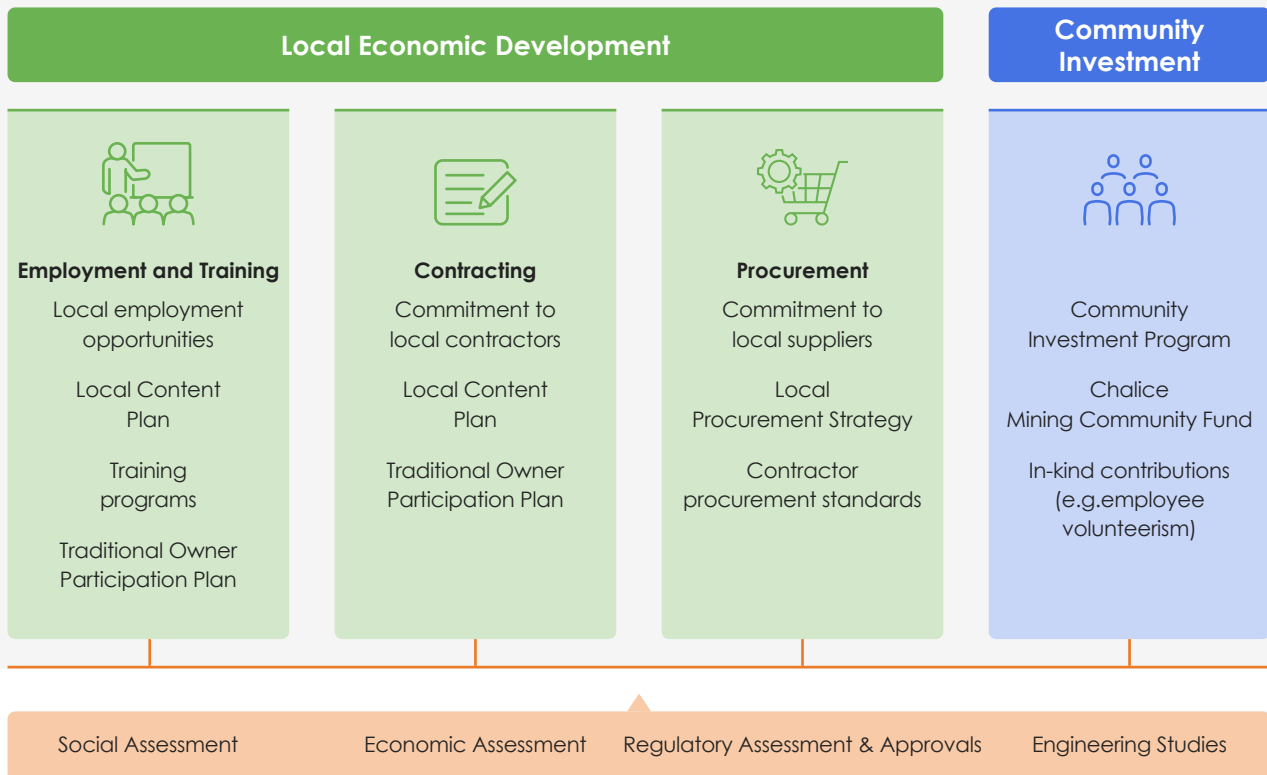 Local Economic Development
Community
Investment
Employment and Training
Local employment
opportunities
Local Content
Plan
Training
programs
Traditional Owner
Participation Plan
Contracting
Commitment to
local contractors
Local Content
Plan
Traditional Owner
Participation Plan
Procurement
Commitment to
local suppliers
Local
Procurement Strategy
Contractor
procurement standards
Community
Investment Program
Chalice
Mining Community Fund
In-kind contributions
(e.g.employee
volunteerism)
Social Assessment
Economic Assessment
Regulatory Assessment & Approvals
Engineering Studies